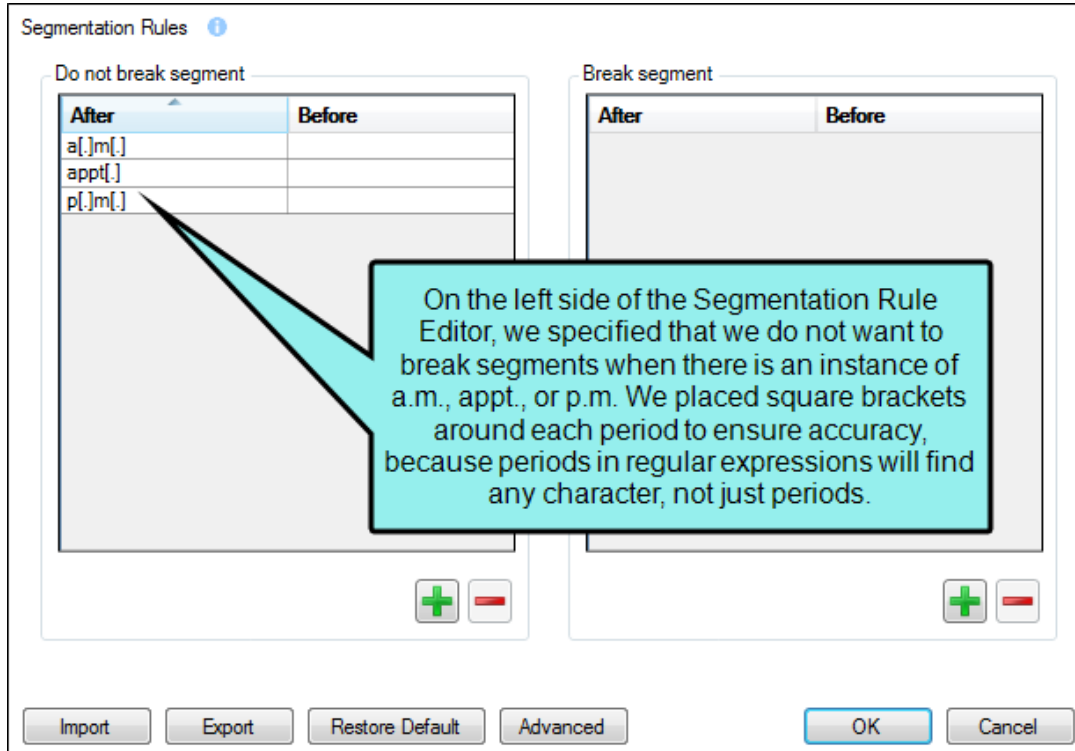 Segmentation Rules
Do not break segment
After Before
a[.]m[.]
appt[.]
p[.]m[.]
Break segment
After Before
On the left side of the Segmentation Rule
Editor, we specified that we do not want to
break segments when there is an instance of
a.m., appt., or p.m. We placed square brackets
around each period to ensure accuracy,
because periods in regular expressions will find
any character, not just periods.
Import Export Restore Default Advanced OK Cancel